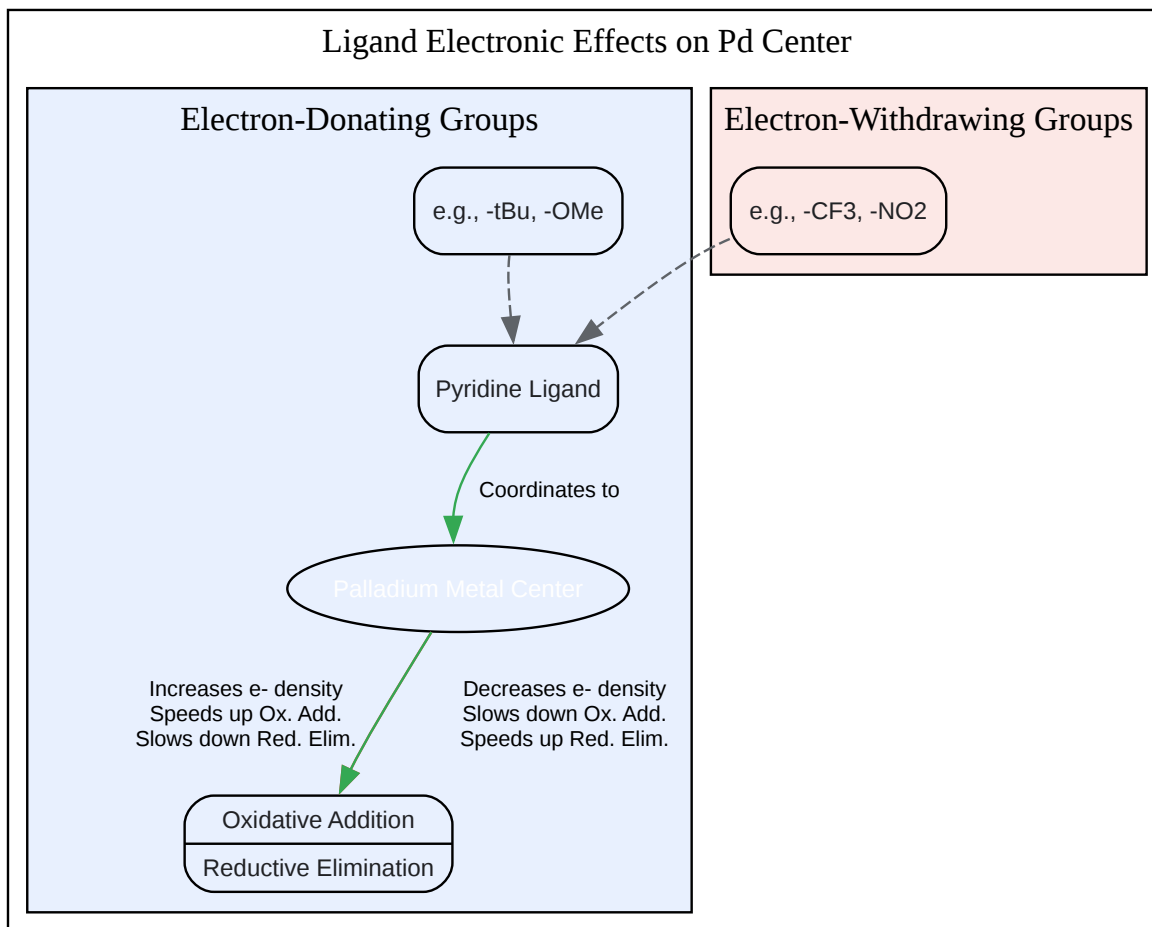 Ligand Electronic Effects on Pd Center
Electron-Donating Groups
Electron-Withdrawing Groups
e.g., -tBu, -OMe
e.g., -CF3, -NO2
Pyridine Ligand
Coordinates to
Palladium Metal Center
Increases e- density
Speeds up Ox. Add.
Slows down Red. Elim.
Decreases e- density
Slows down Ox. Add.
Speeds up Red. Elim.
Oxidative Addition
Reductive Elimination